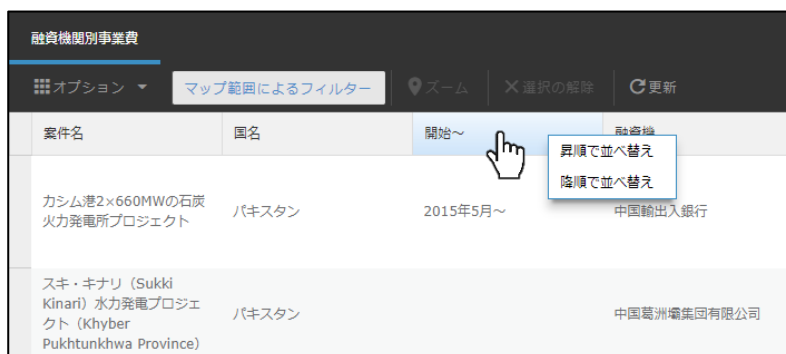 融資機関別事業費
オプション マップ範囲によるフィルター ズーム 選択の解除 更新
案件名 国名 開始～ 融資機
昇順で並べ替え
降順で並べ替え
カシム港2×660MWの石炭
火力発電所プロジェクト
パキスタン
2015年5月～
中国輸出入銀行
スキ・キナリ（Sukki
Kinari）水力発電プロジェ
クト（Khyber
Pukhtunkhwa Province）
パキスタン
中国葛洲壩集団有限公司